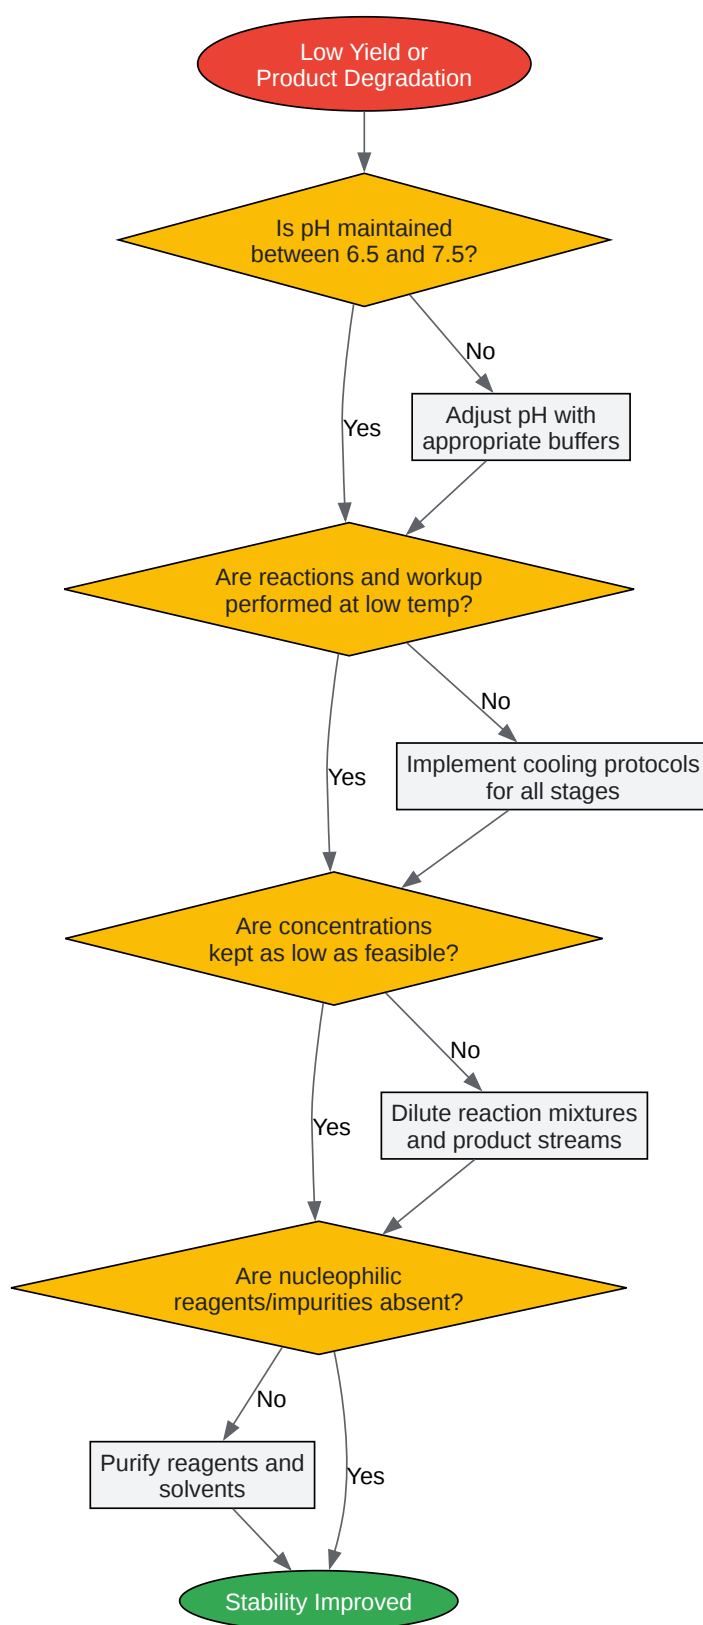 Low Yield or
Product Degradation
Is pH maintained
between 6.5 and 7.5?
No
Yes
Adjust pH with
appropriate buffers
Are reactions and workup
performed at low temp?
No
Yes
Implement cooling protocols
for all stages
Are concentrations
kept as low as feasible?
No
Yes
Dilute reaction mixtures
and product streams
Are nucleophilic
reagents/impurities absent?
No
Yes
Purify reagents and
solvents
Stability Improved